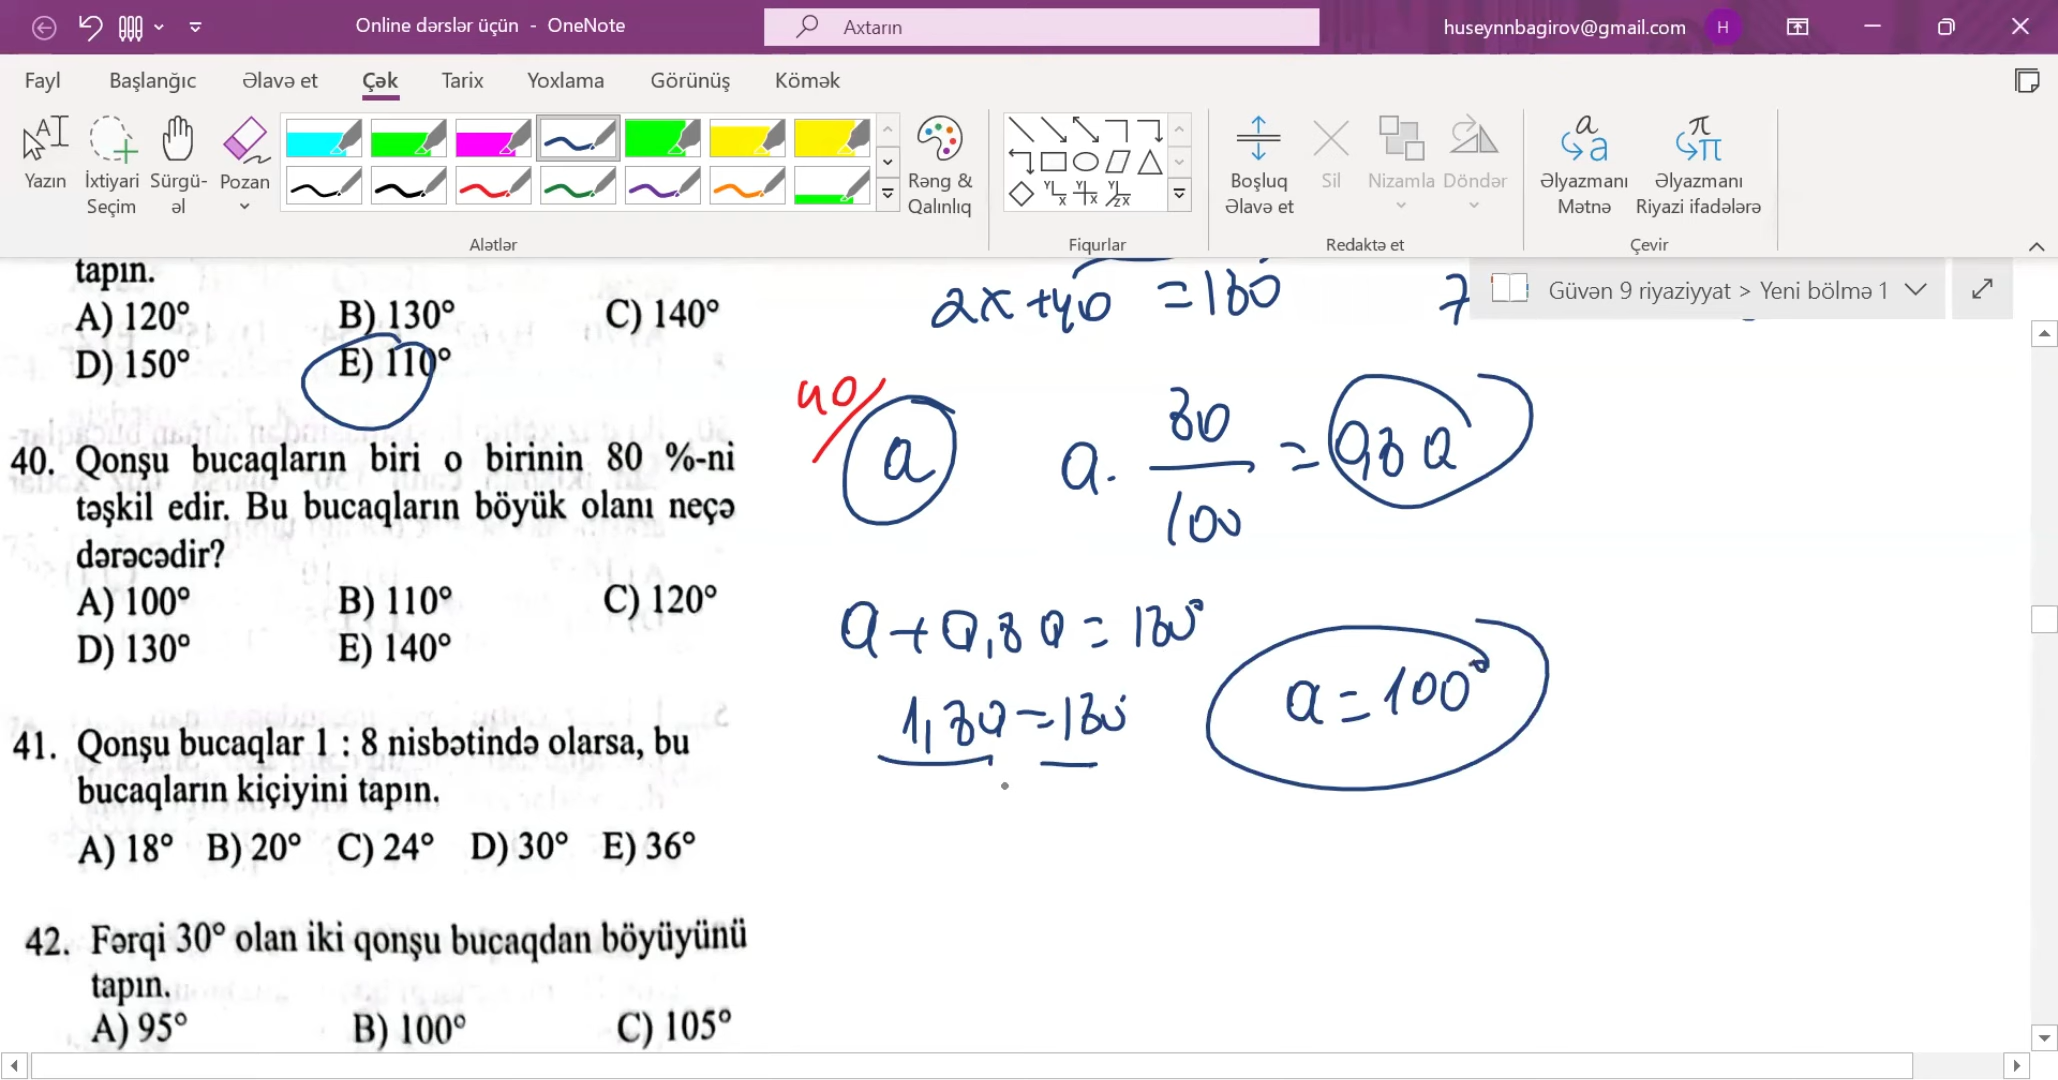 Online dərslər üçün - OneNote
Axtarın
huseynnbagirov@gmail.com
H
Fayl Başlanğıc Əlavə et Çək Tarix Yoxlama Görünüş Kömək
Yazın
İxtiyari Seçim
Sürgü-əl
Pozan
Rəng & Qalınlıq
Boşluq Əlavə et
Sil
Nizamla
Döndər
Əlyazmanı Mətnə
Əlyazmanı Riyazi ifadələrə
Alətlər
Fiqurlar
Redaktə et
Çevir
Güvən 9 riyaziyyat > Yeni bölmə 1
tapın.
A) 120° B) 130° C) 140°
D) 150° E) 110°
2x + 40 = 180
7
40. Qonşu bucaqların biri o birinin 80 %-ni
təşkil edir. Bu bucaqların böyük olanı neçə
dərəcədir?
A) 100° B) 110° C) 120°
D) 130° E) 140°
40
a
a. 80/100 = 0,8a
a + 0,8a = 180°
1,8a = 180°
a = 100°
41. Qonşu bucaqlar 1 : 8 nisbətində olarsa, bu
bucaqların kiçiyini tapın.
A) 18° B) 20° C) 24° D) 30° E) 36°
42. Fərqi 30° olan iki qonşu bucaqdan böyüyünü
tapın.
A) 95° B) 100° C) 105°